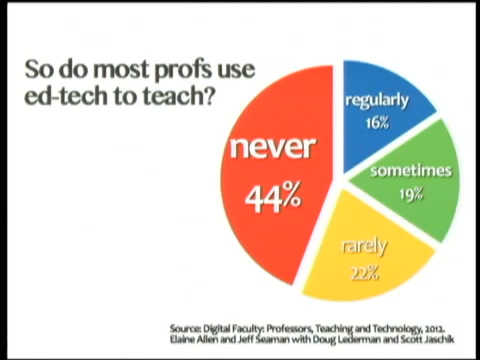 So do most profs use
ed-tech to teach?
regularly
16%
never
44%
sometimes
19%
rarely
22%
Source: Digital Faculty: Professors, Teaching and Technology, 2012.
Elaine Allen and Jeff Seaman with Doug Lederman and Scott Jaschik